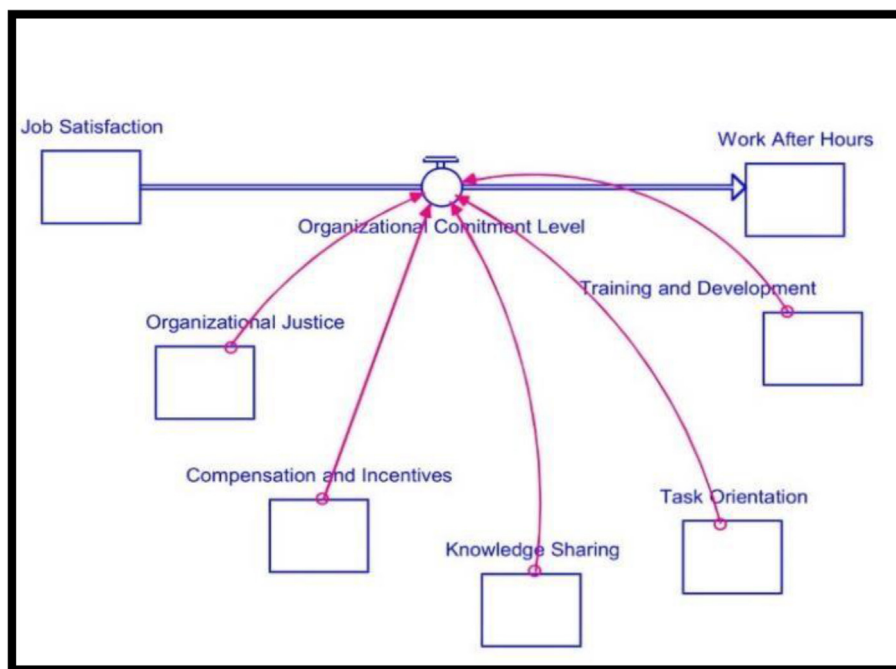 Job Satisfaction
Work After Hours
Organizational Comitment Level
Training and Development
Organizational Justice
Compensation and Incentives
Task Orientation
Knowledge Sharing